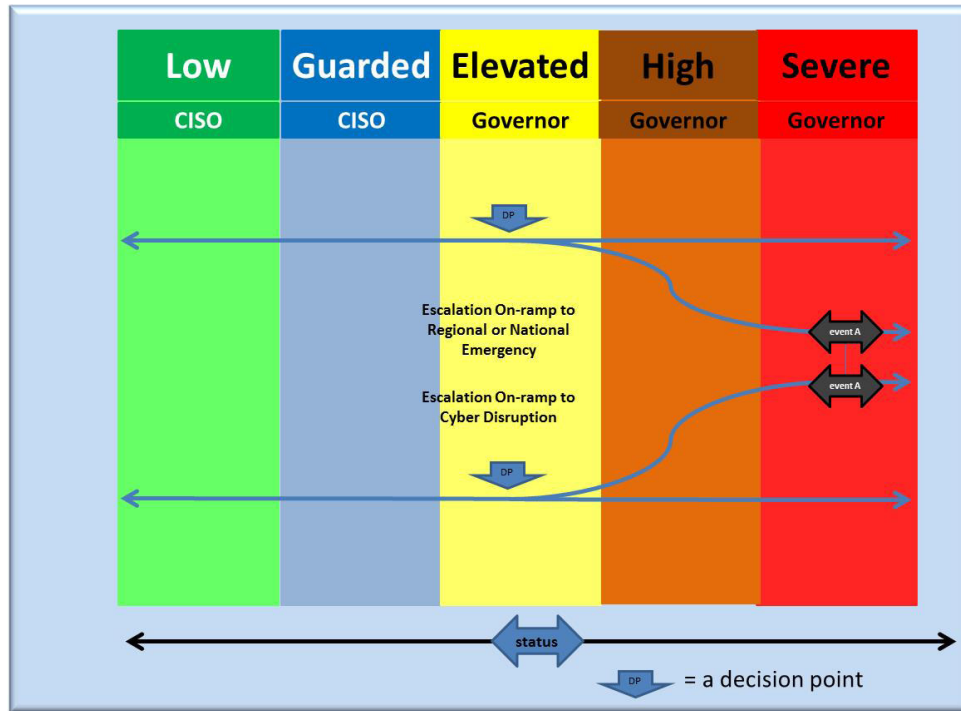 Low Guarded Elevated High Severe
CISO CISO Governor Governor Governor
DP
Escalation On-ramp to
Regional or National
Emergency
event A
event A
Escalation On-ramp to
Cyber Disruption
DP
status
DP = a decision point